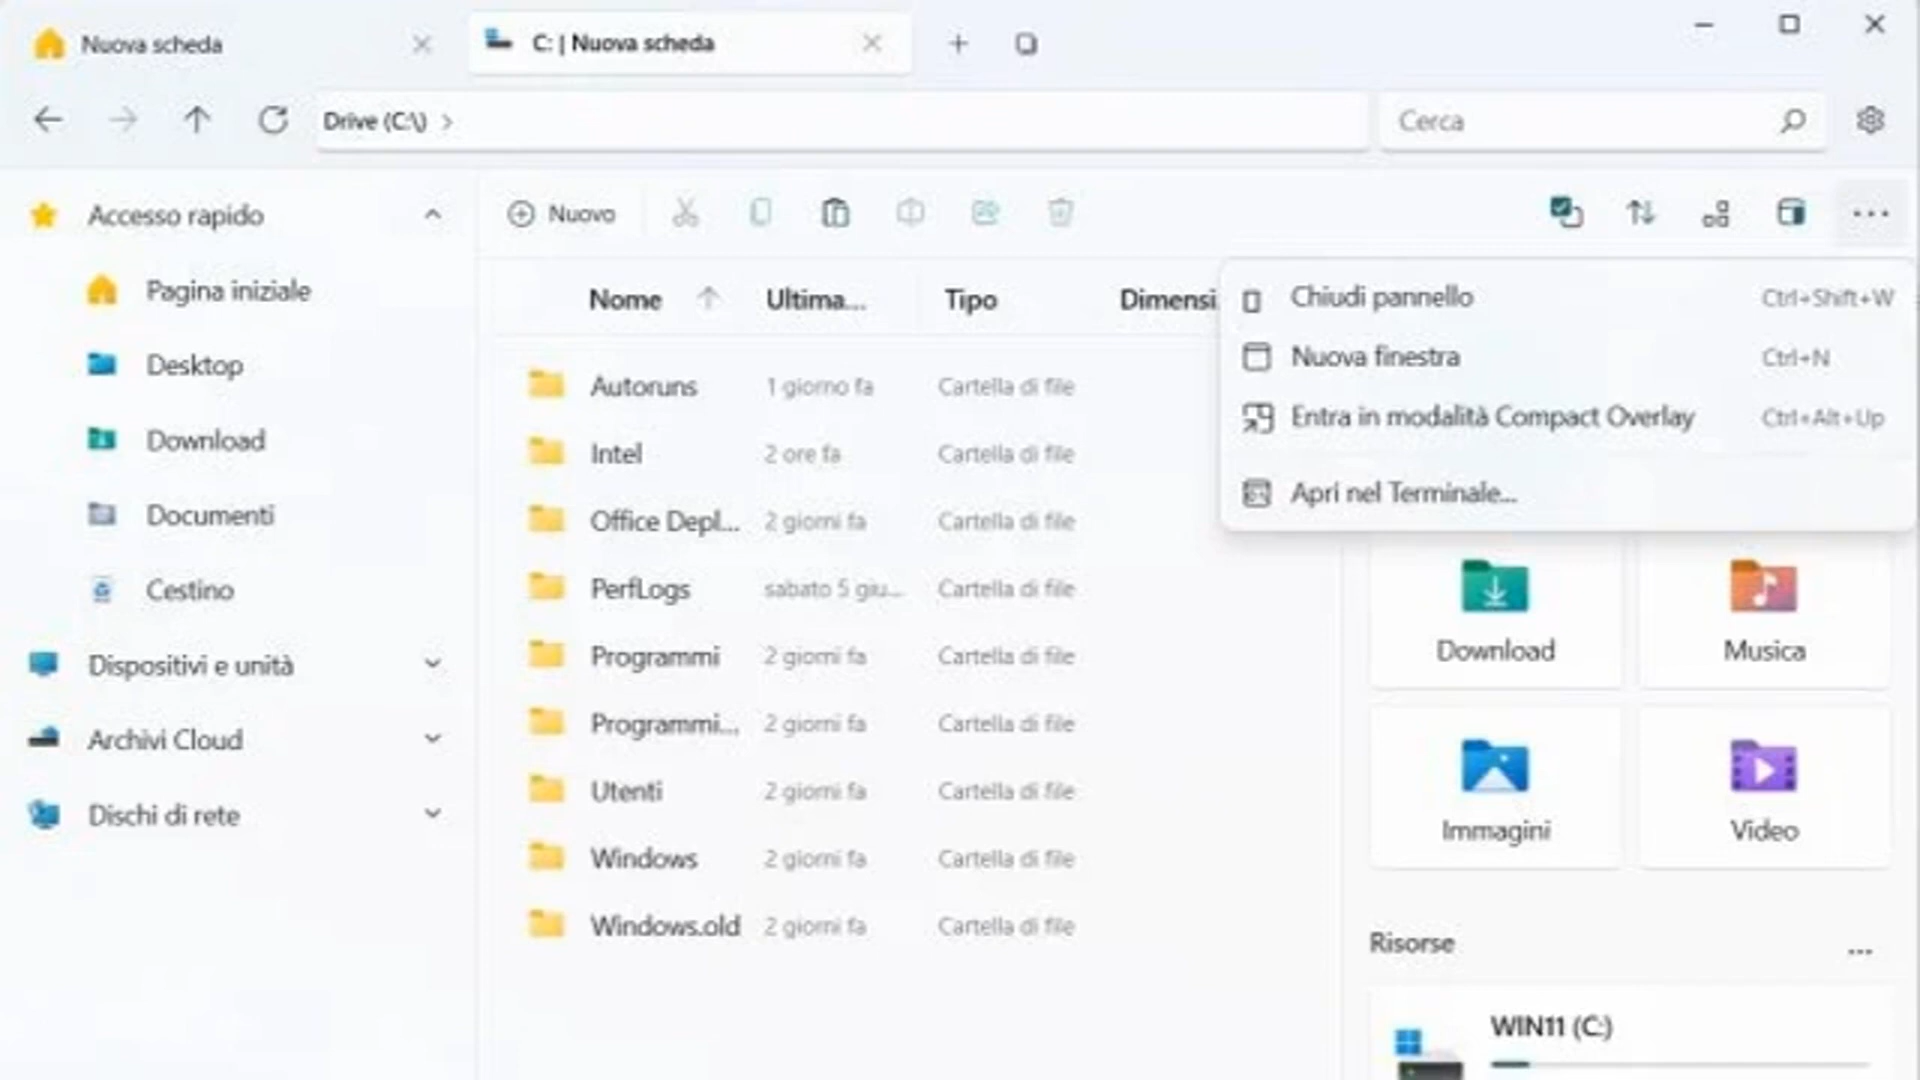 Nuova scheda
C: | Nuova scheda
Drive (C:\)
Cerca
Accesso rapido
Pagina iniziale
Desktop
Download
Documenti
Cestino
Dispositivi e unità
Archivi Cloud
Dischi di rete
Nuovo
Nome Ultima... Tipo Dimensi
Autoruns 1 giorno fa Cartella di file
Intel 2 ore fa Cartella di file
Office Depl... 2 giorni fa Cartella di file
PerfLogs sabato 5 giu... Cartella di file
Programmi 2 giorni fa Cartella di file
Programmi... 2 giorni fa Cartella di file
Utenti 2 giorni fa Cartella di file
Windows 2 giorni fa Cartella di file
Windows.old 2 giorni fa Cartella di file
Chiudi pannello Ctrl+Shift+W
Nuova finestra Ctrl+N
Entra in modalità Compact Overlay Ctrl+Alt+Up
Apri nel Terminale...
Download
Musica
Immagini
Video
Risorse
WIN11 (C:)